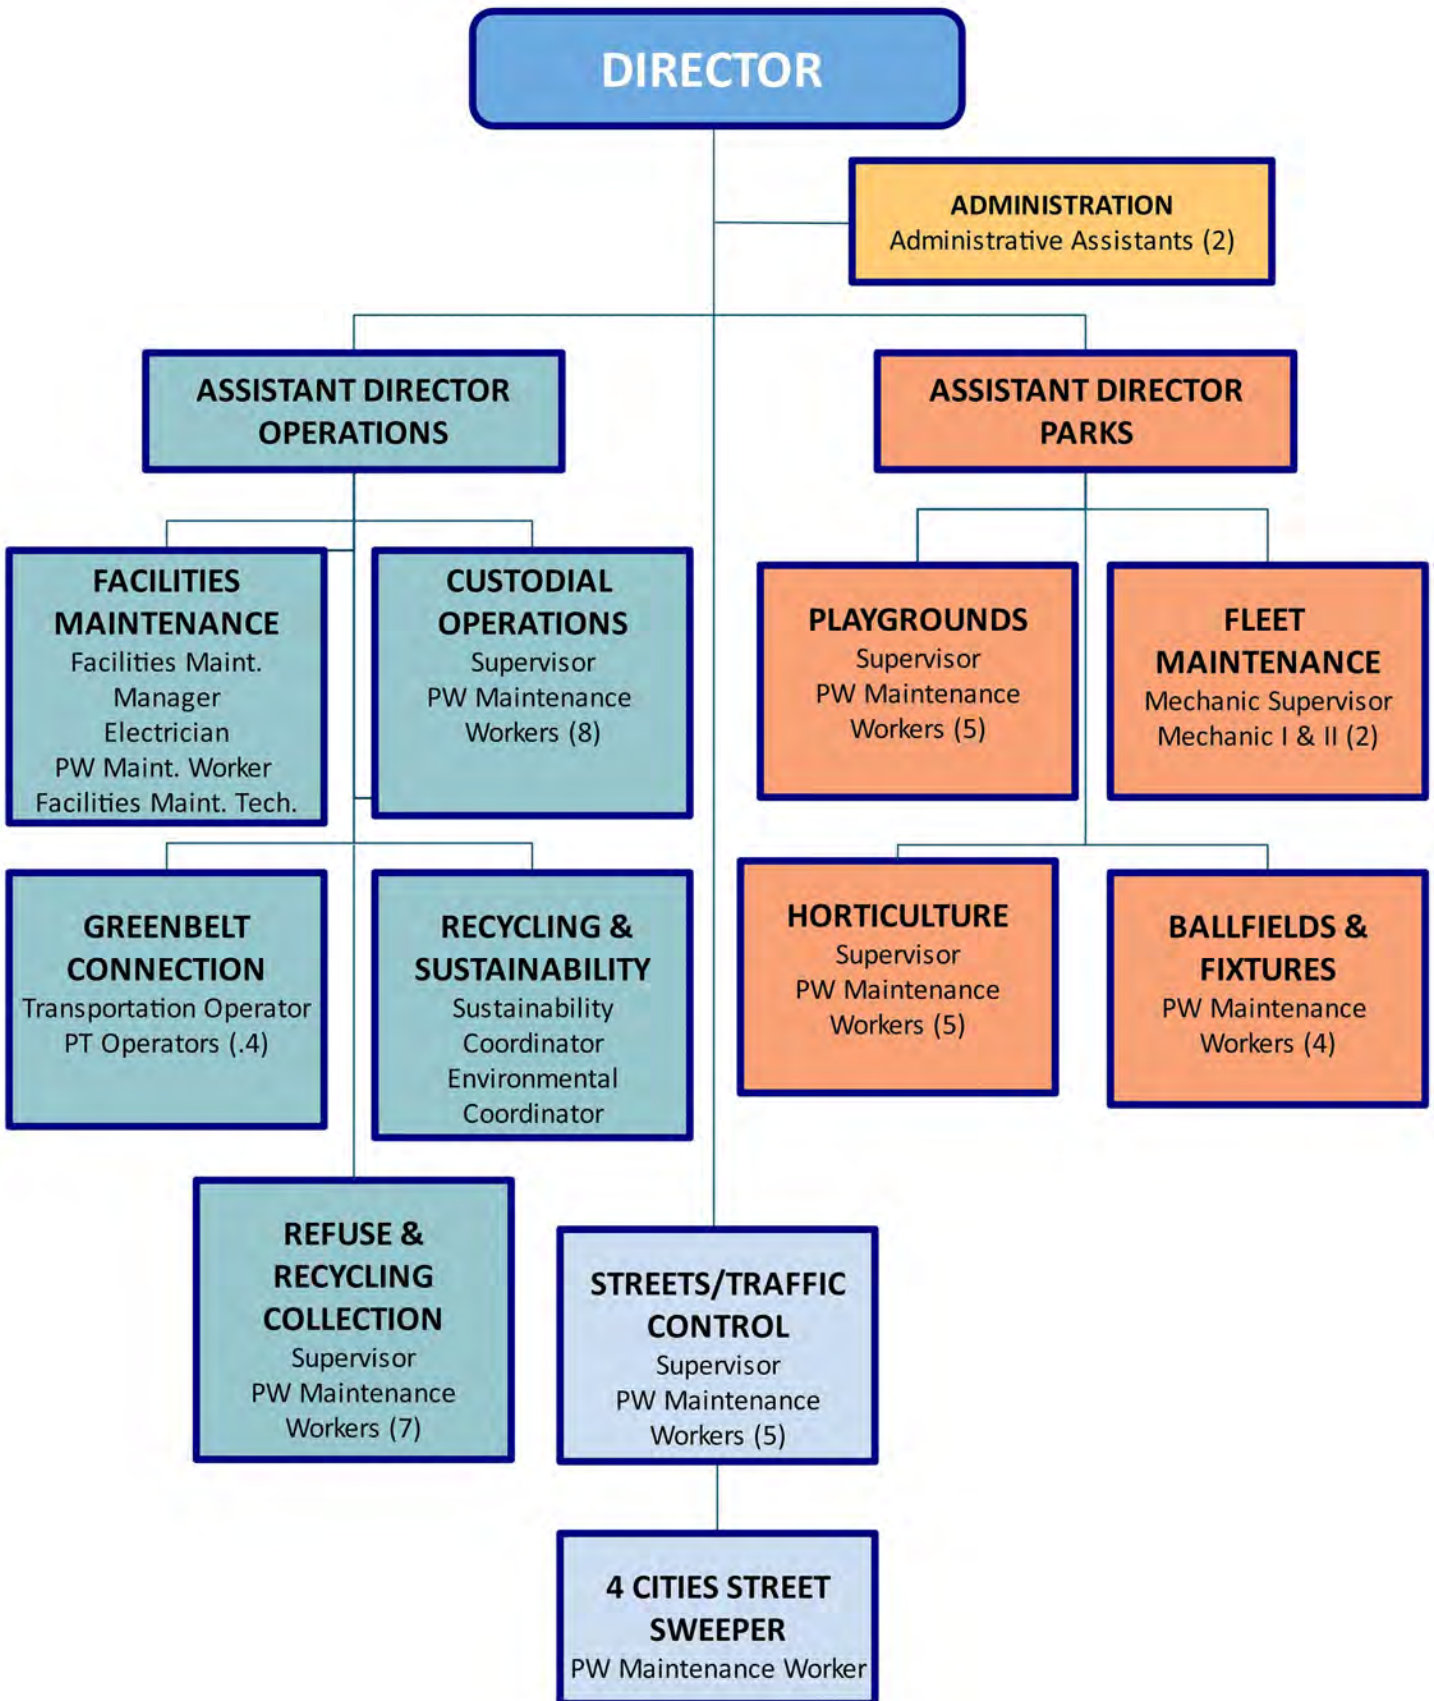 DIRECTOR
ADMINISTRATION
Administrative Assistants (2)
ASSISTANT DIRECTOR
OPERATIONS
ASSISTANT DIRECTOR
PARKS
FACILITIES
MAINTENANCE
Facilities Maint.
Manager
Electrician
PW Maint. Worker
Facilities Maint. Tech.
CUSTODIAL
OPERATIONS
Supervisor
PW Maintenance
Workers (8)
PLAYGROUNDS
Supervisor
PW Maintenance
Workers (5)
FLEET
MAINTENANCE
Mechanic Supervisor
Mechanic I & II (2)
GREENBELT
CONNECTION
Transportation Operator
PT Operators (.4)
RECYCLING &
SUSTAINABILITY
Sustainability
Coordinator
Environmental
Coordinator
HORTICULTURE
Supervisor
PW Maintenance
Workers (5)
BALLFIELDS &
FIXTURES
PW Maintenance
Workers (4)
REFUSE &
RECYCLING
COLLECTION
Supervisor
PW Maintenance
Workers (7)
STREETS/TRAFFIC
CONTROL
Supervisor
PW Maintenance
Workers (5)
4 CITIES STREET
SWEEPER
PW Maintenance Worker